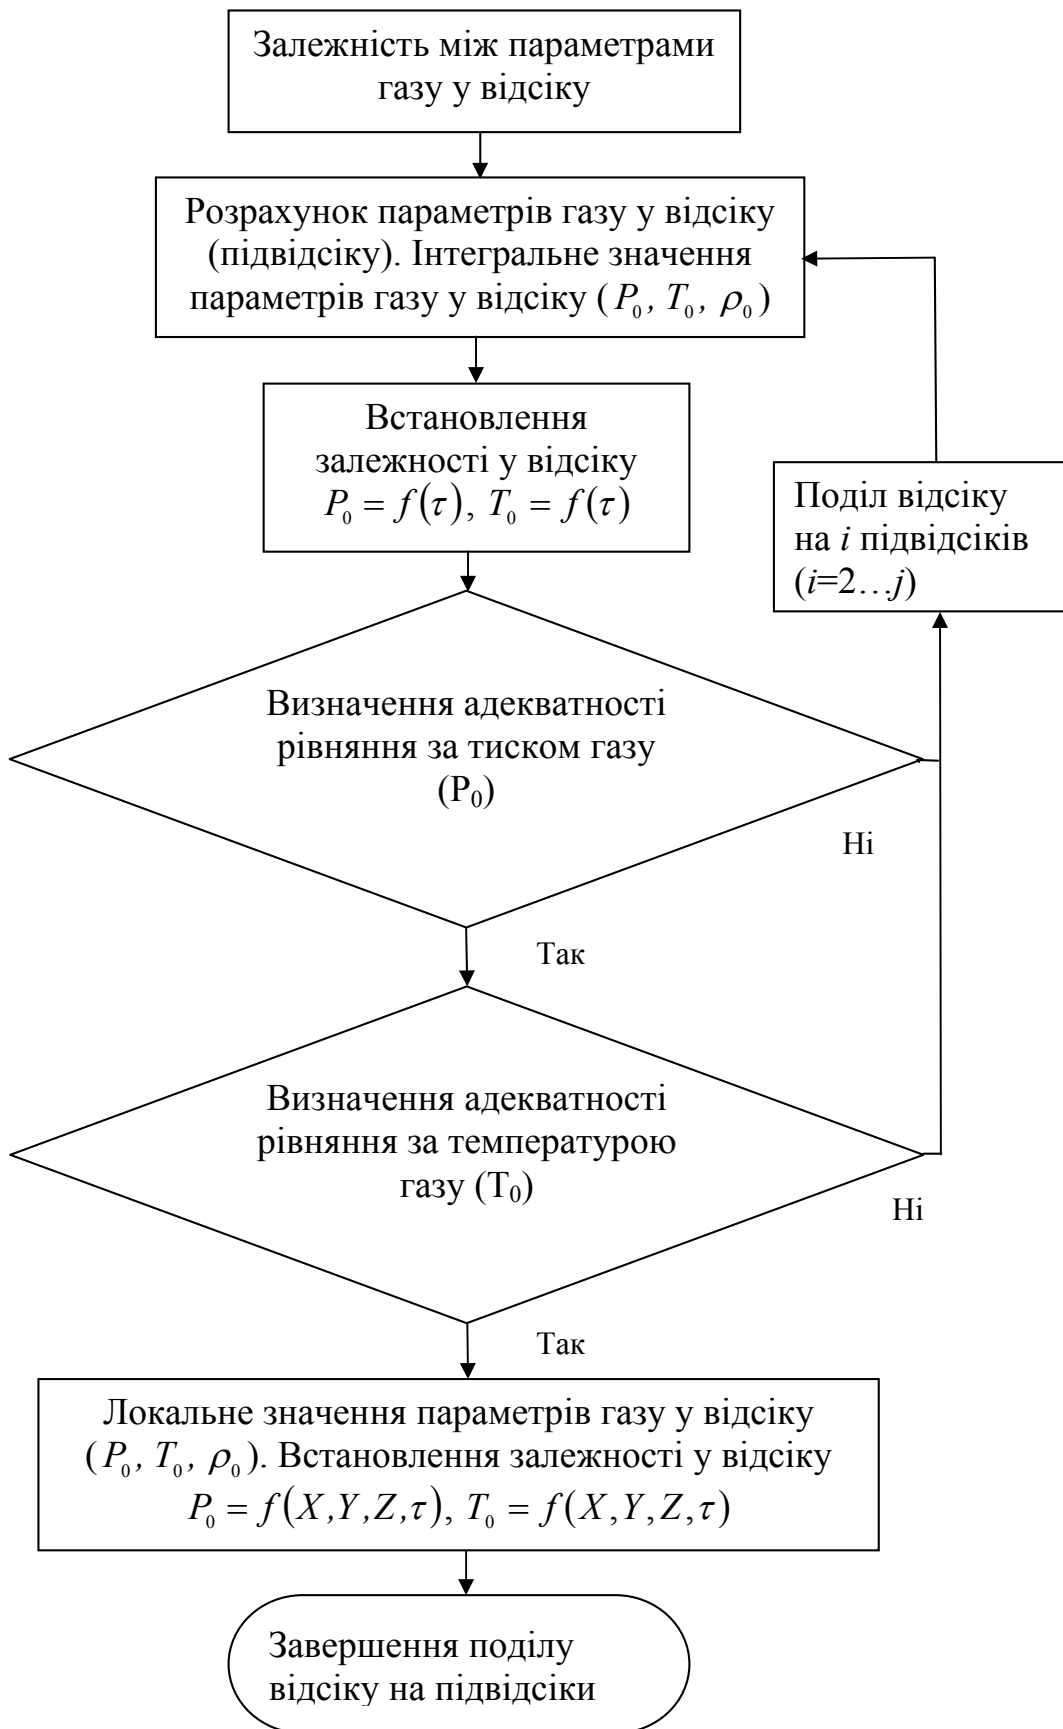 Залежність між параметрами
газу у відсіку
Розрахунок параметрів газу у відсіку
(підвідсіку). Інтегральне значення
параметрів газу у відсіку (P₀, T₀, ρ₀)
Встановлення
залежності у відсіку
P₀ = f(τ), T₀ = f(τ)
Поділ відсіку
на i підвідсіків
(i=2…j)
Визначення адекватності
рівняння за тиском газу
(P₀)
Ні
Так
Визначення адекватності
рівняння за температурою
газу (T₀)
Ні
Так
Локальне значення параметрів газу у відсіку
(P₀, T₀, ρ₀). Встановлення залежності у відсіку
P₀ = f(X,Y,Z,τ), T₀ = f(X,Y,Z,τ)
Завершення поділу
відсіку на підвідсіки